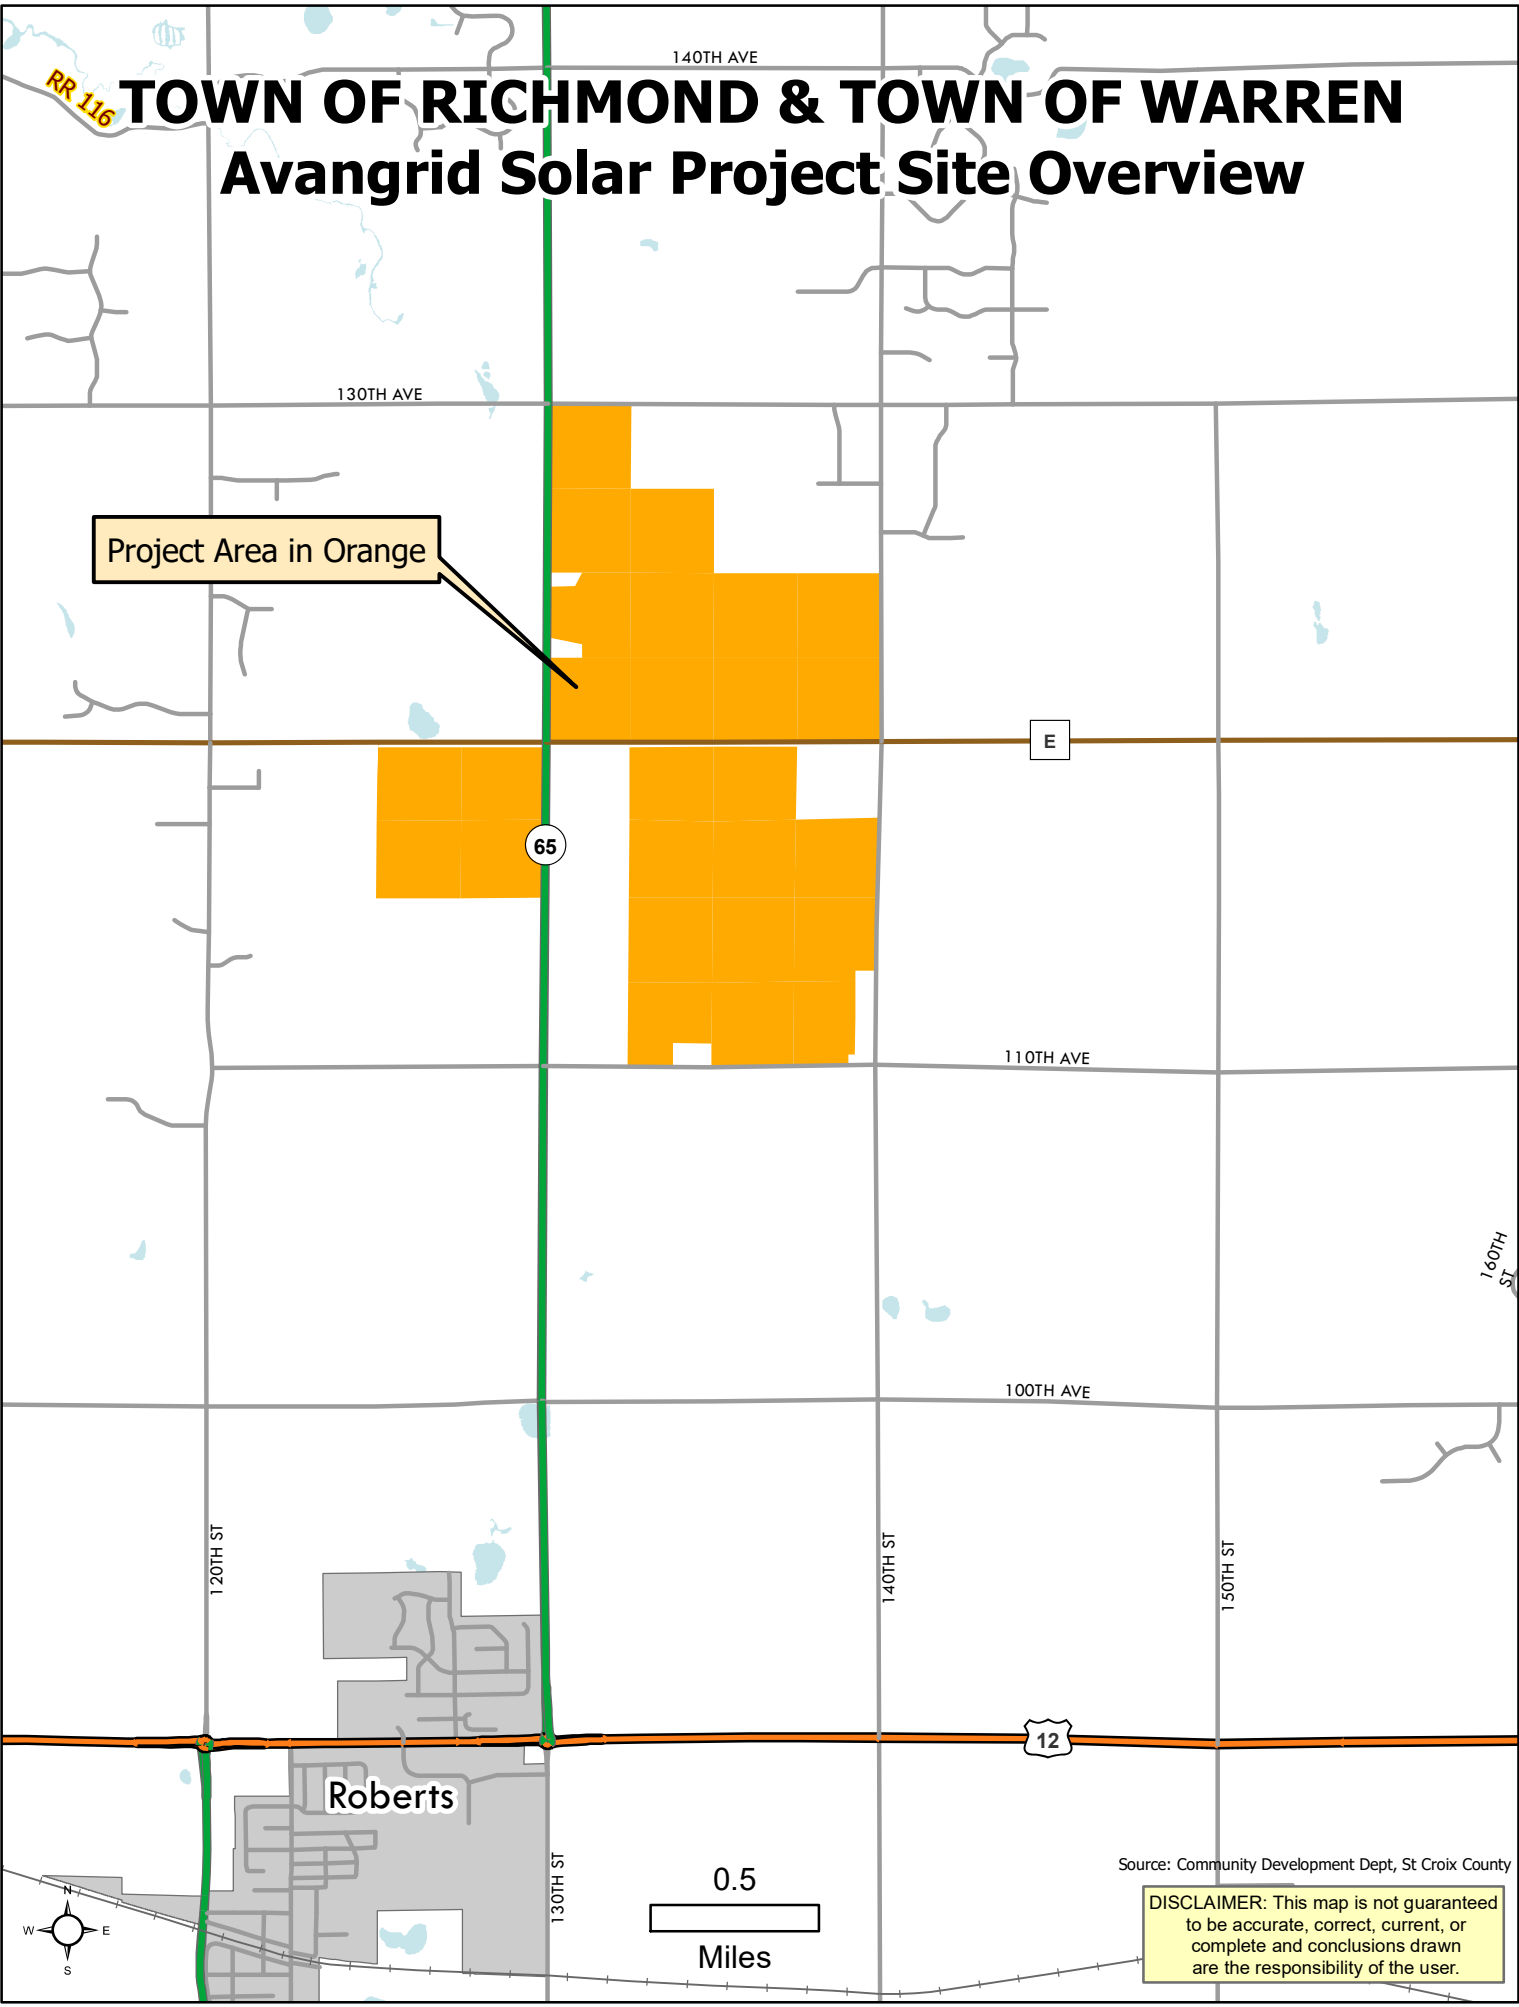 140TH AVE
RR 116
TOWN OF RICHMOND & TOWN OF WARREN
Avangrid Solar Project Site Overview
130TH AVE
Project Area in Orange
E
65
110TH AVE
160TH
ST
100TH AVE
120TH ST
140TH ST
150TH ST
12
Roberts
130TH ST
0.5
Miles
N
W E
S
Source: Community Development Dept, St Croix County
DISCLAIMER: This map is not guaranteed
to be accurate, correct, current, or
complete and conclusions drawn
are the responsibility of the user.